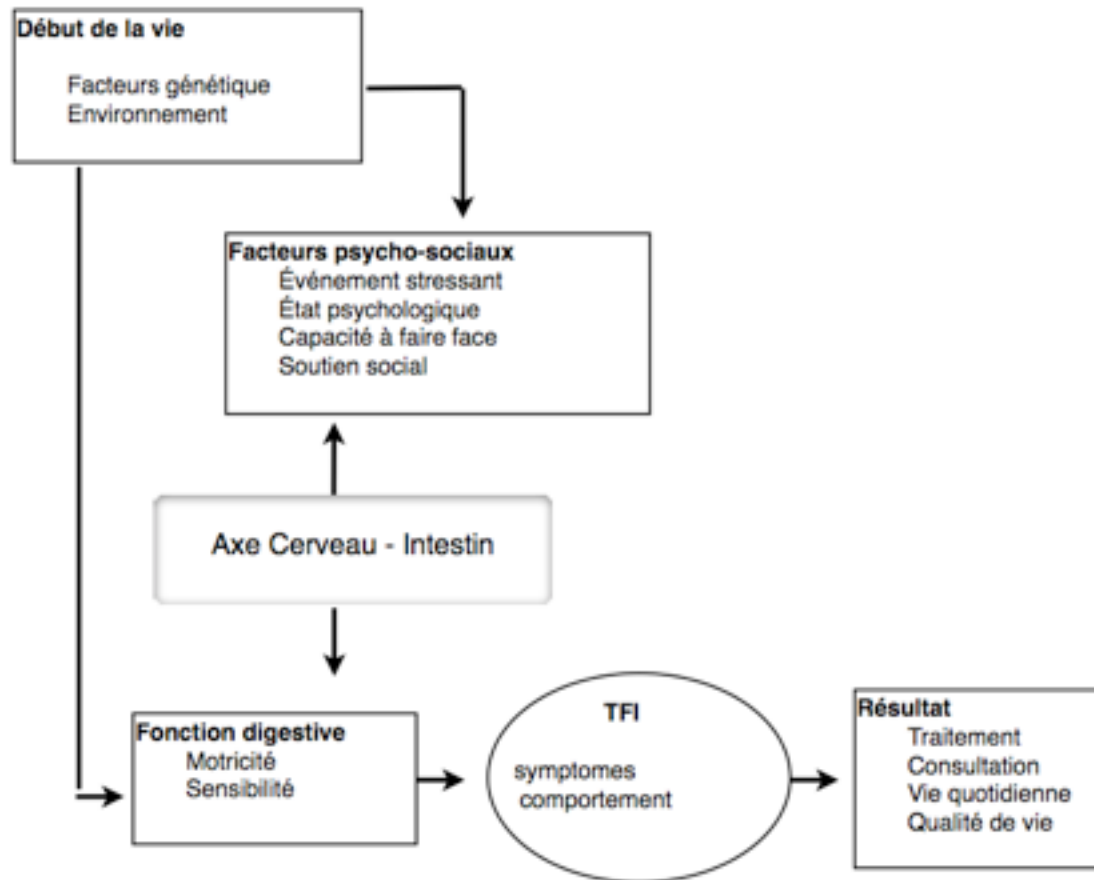 Début de la vie
Facteurs génétique
Environnement
Facteurs psycho-sociaux
Événement stressant
État psychologique
Capacité à faire face
Soutien social
Axe Cerveau - Intestin
Fonction digestive
Motricité
Sensibilité
TFI
symptomes
comportement
Résultat
Traitement
Consultation
Vie quotidienne
Qualité de vie